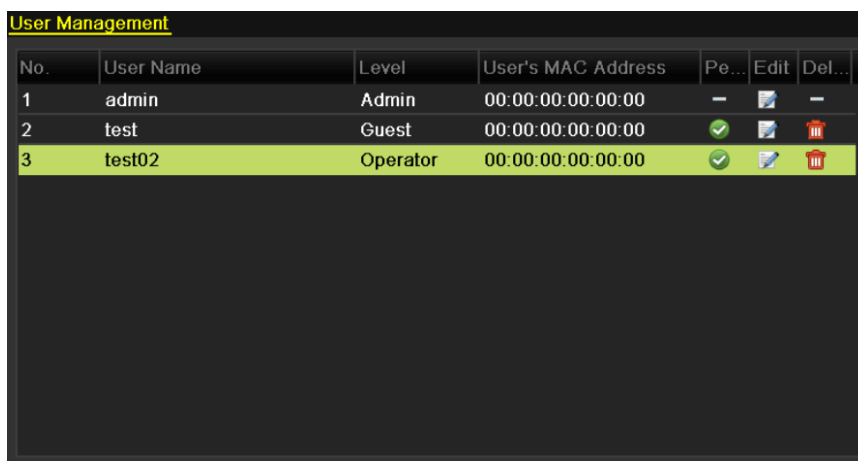 User Management
No. User Name Level User's MAC Address Pe... Edit Del...
1 admin Admin 00:00:00:00:00:00 –
2 test Guest 00:00:00:00:00:00
3 test02 Operator 00:00:00:00:00:00